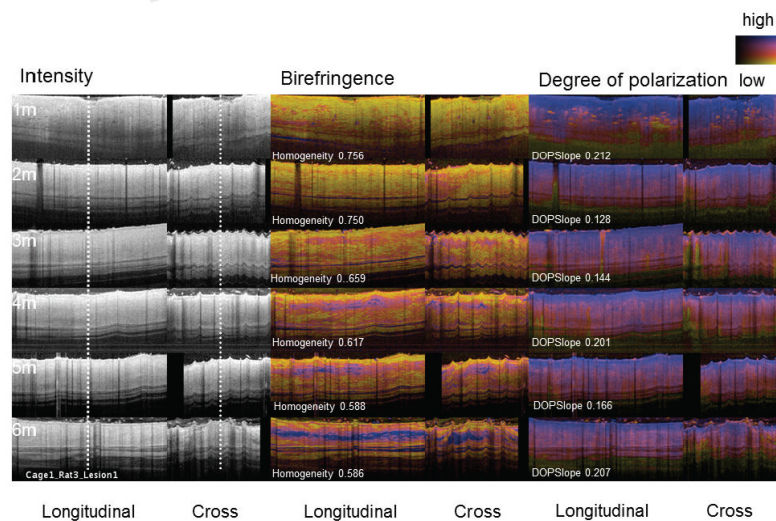 high
Intensity Birefringence Degree of polarization low
1m
Homogeneity 0.756 DOPSlope 0.212
2m
Homogeneity 0.750 DOPSlope 0.128
3m
Homogeneity 0..659 DOPSlope 0.144
4m
Homogeneity 0.617 DOPSlope 0.201
5m
Homogeneity 0.588 DOPSlope 0.166
6m
Cage1_Rat3_Lesion1 Homogeneity 0.586 DOPSlope 0.207
Longitudinal Cross Longitudinal Cross Longitudinal Cross